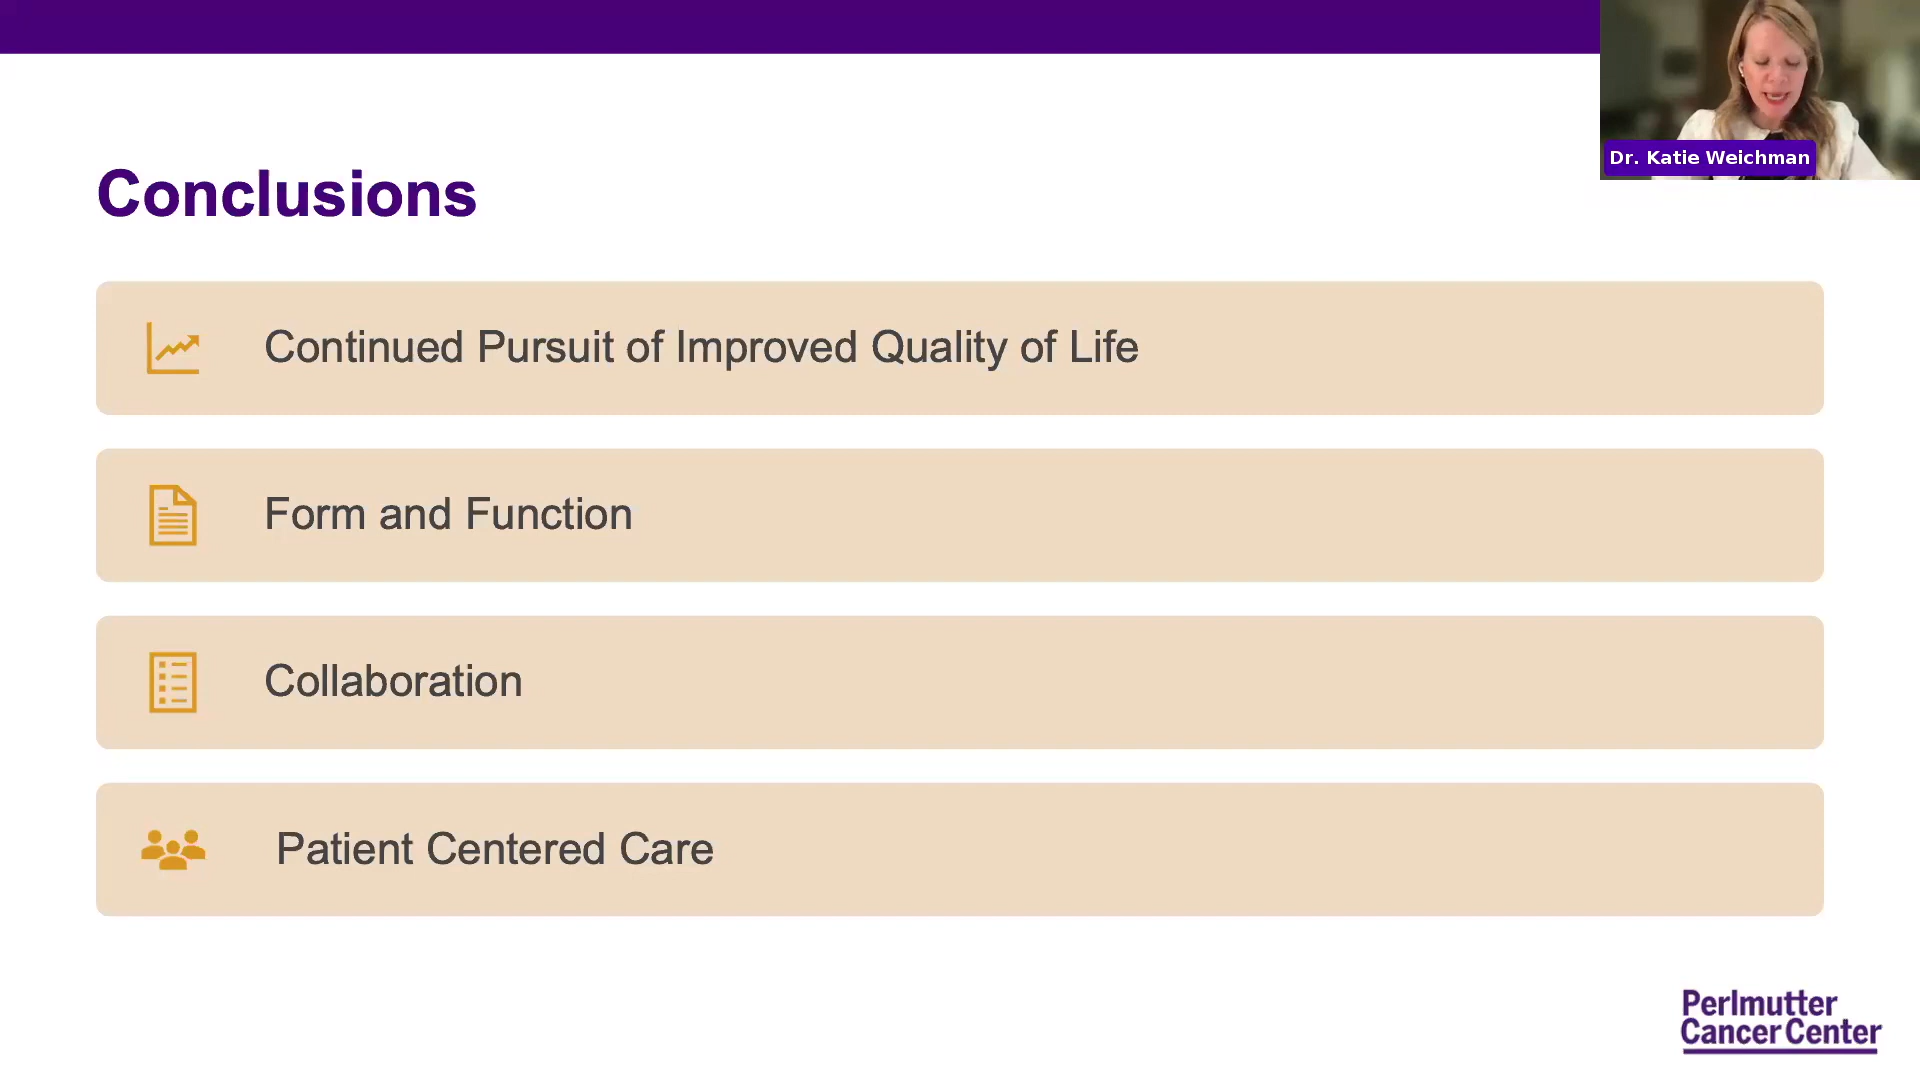 Dr. Katie Weichman
Conclusions
Continued Pursuit of Improved Quality of Life
Form and Function
Collaboration
Patient Centered Care
Perlmutter
Cancer Center